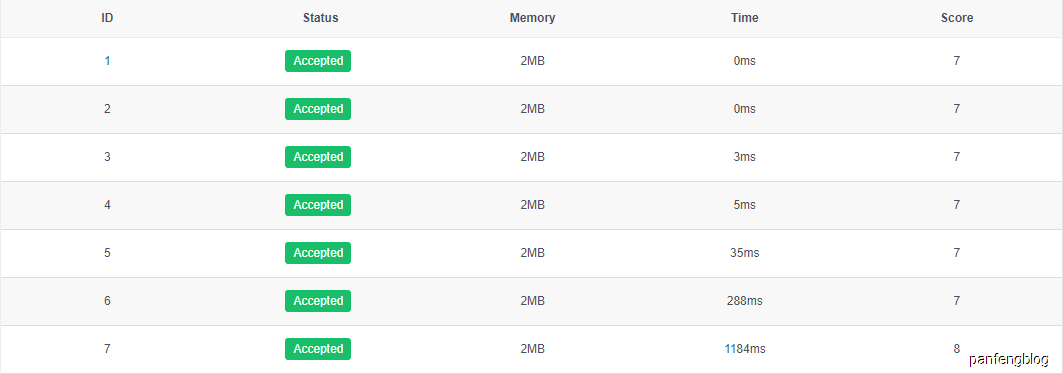 ID Status Memory Time Score
1 Accepted 2MB 0ms 7
2 Accepted 2MB 0ms 7
3 Accepted 2MB 3ms 7
4 Accepted 2MB 5ms 7
5 Accepted 2MB 35ms 7
6 Accepted 2MB 288ms 7
7 Accepted 2MB 1184ms 8
panfengblog